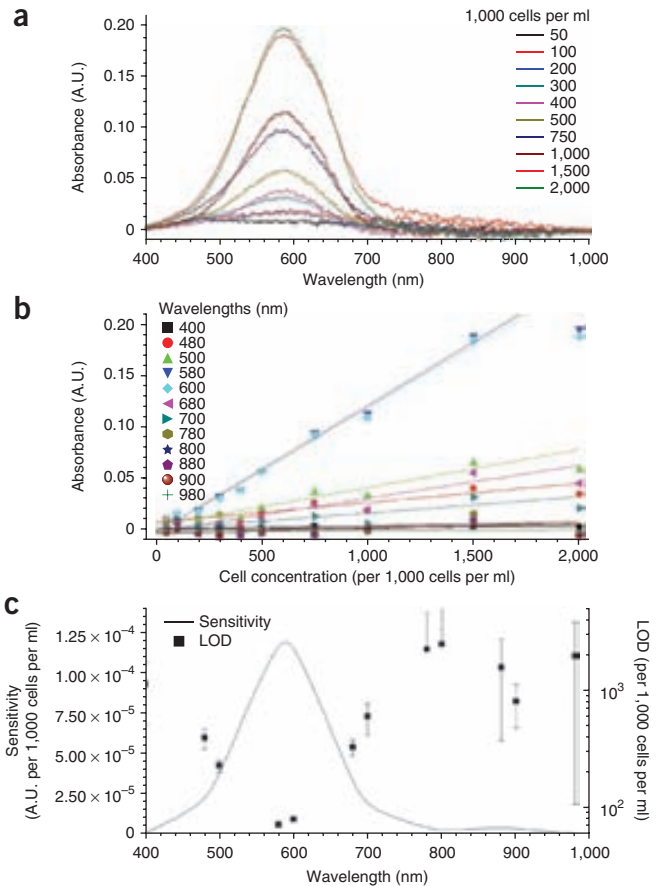 a
1,000 cells per ml
50
100
200
300
400
500
750
1,000
1,500
2,000
0.20
0.15
0.10
0.05
0
Absorbance (A.U.)
400 500 600 700 800 900 1,000
Wavelength (nm)
b
Wavelengths (nm)
400
480
500
580
600
680
700
780
800
880
900
980
0.20
0.15
0.10
0.05
0
Absorbance (A.U.)
0 500 1,000 1,500 2,000
Cell concentration (per 1,000 cells per ml)
c
Sensitivity
LOD
1.25 × 10⁻⁴
1.00 × 10⁻⁴
7.50 × 10⁻⁵
5.00 × 10⁻⁵
2.50 × 10⁻⁵
0
Sensitivity
(A.U. per 1,000 cells per ml)
10³
10²
LOD (per 1,000
cells per ml)
400 500 600 700 800 900 1,000
Wavelength (nm)